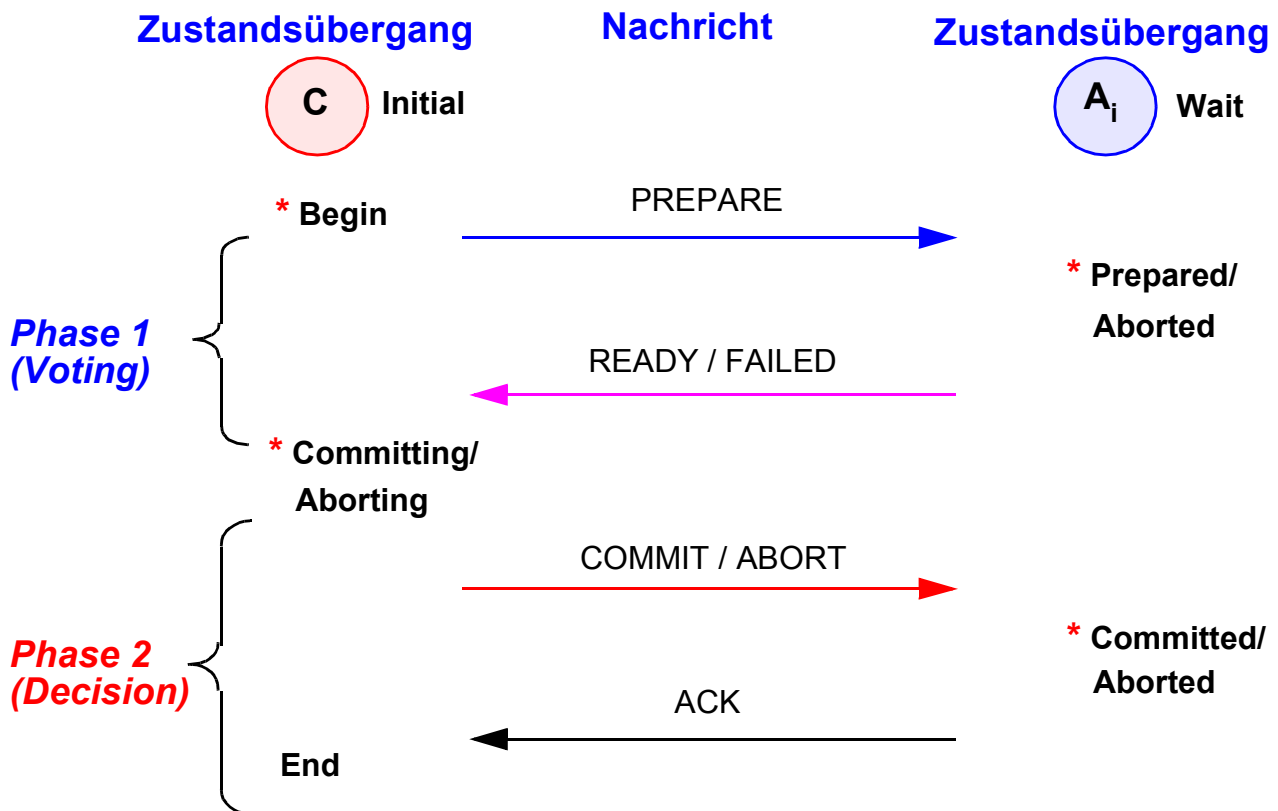 Zustandsübergang Nachricht Zustandsübergang
C Initial
A_i Wait
* Begin
PREPARE
* Prepared/
Aborted
Phase 1
(Voting)
READY / FAILED
* Committing/
Aborting
COMMIT / ABORT
* Committed/
Aborted
Phase 2
(Decision)
ACK
End